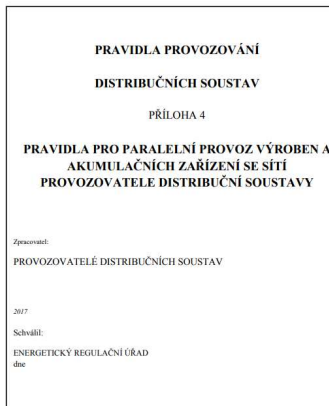 PRAVIDLA PROVOZOVÁNÍ
DISTRIBUČNÍCH SOUSTAV
PŘÍLOHA 4
PRAVIDLA PRO PARALELNÍ PROVOZ VÝROBEN A
AKUMULAČNÍCH ZAŘÍZENÍ SE SÍTÍ
PROVOZOVATELE DISTRIBUČNÍ SOUSTAVY
Zpracovatel:
PROVOZOVATELÉ DISTRIBUČNÍCH SOUSTAV
2017
Schválil:
ENERGETICKÝ REGULAČNÍ ÚŘAD
dne